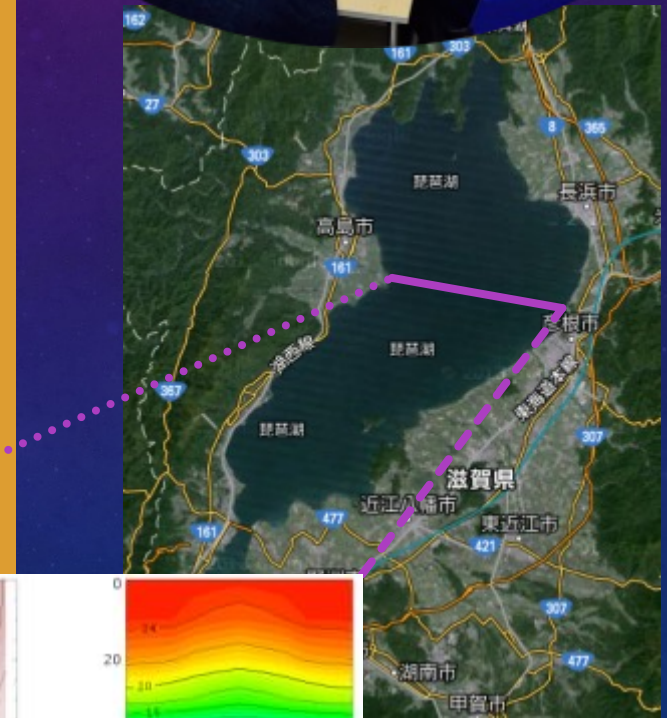 162
161
303
27
8
365
303
琵琶湖
長浜市
高島市
161
彦根市
湖西線
琵琶湖
367
東海道本線
307
琵琶湖
滋賀県
近江八幡市
477
東近江市
161
421
0
24
307
20
20
477
湖南市
甲賀市